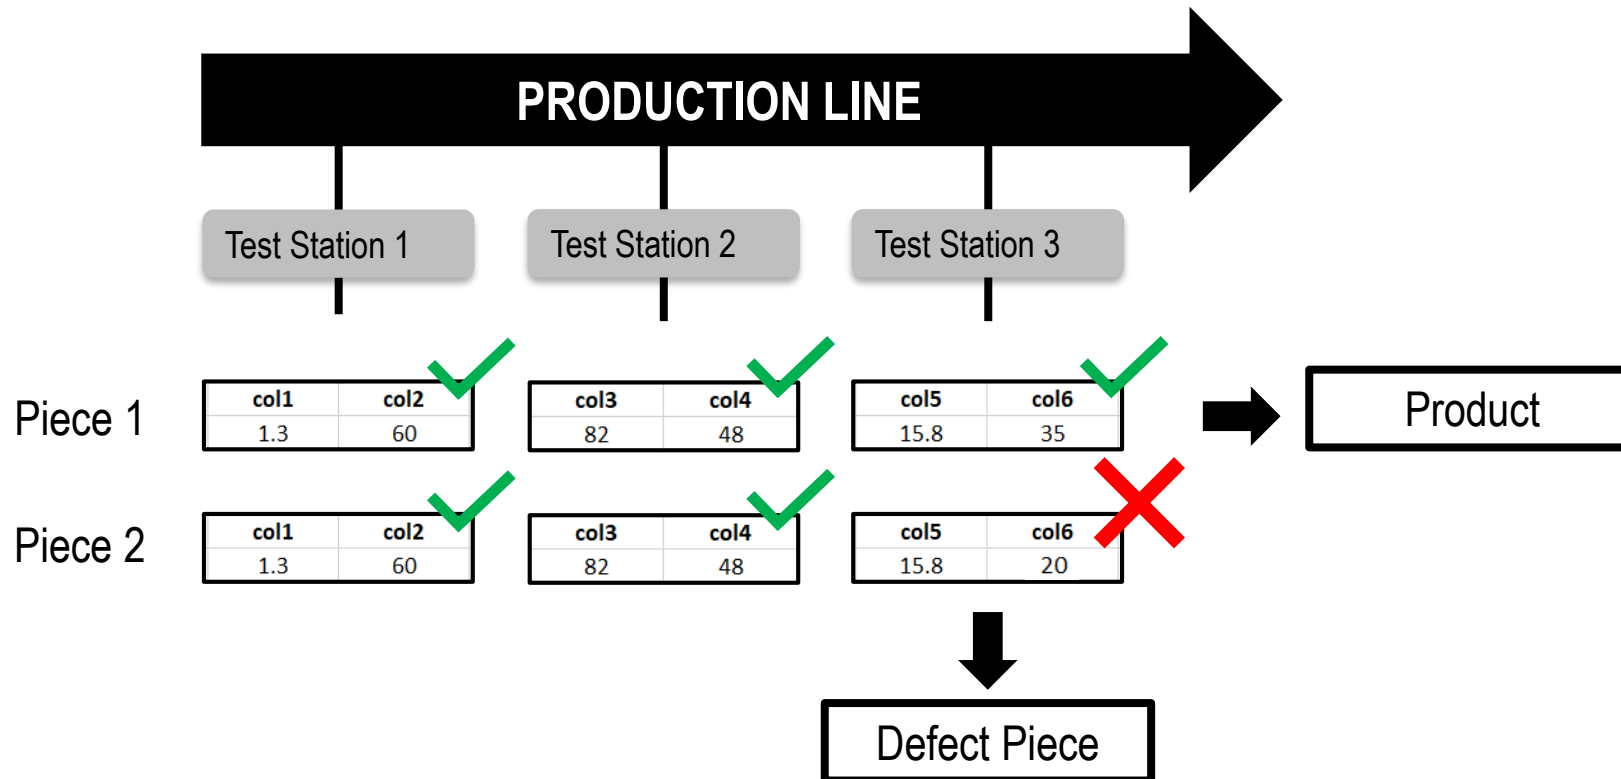 PRODUCTION LINE
Test Station 1 Test Station 2 Test Station 3
col1 col2 col3 col4 col5 col6
Piece 1 1.3 60 82 48 15.8 35 Product
col1 col2 col3 col4 col5 col6
Piece 2 1.3 60 82 48 15.8 20
Defect Piece